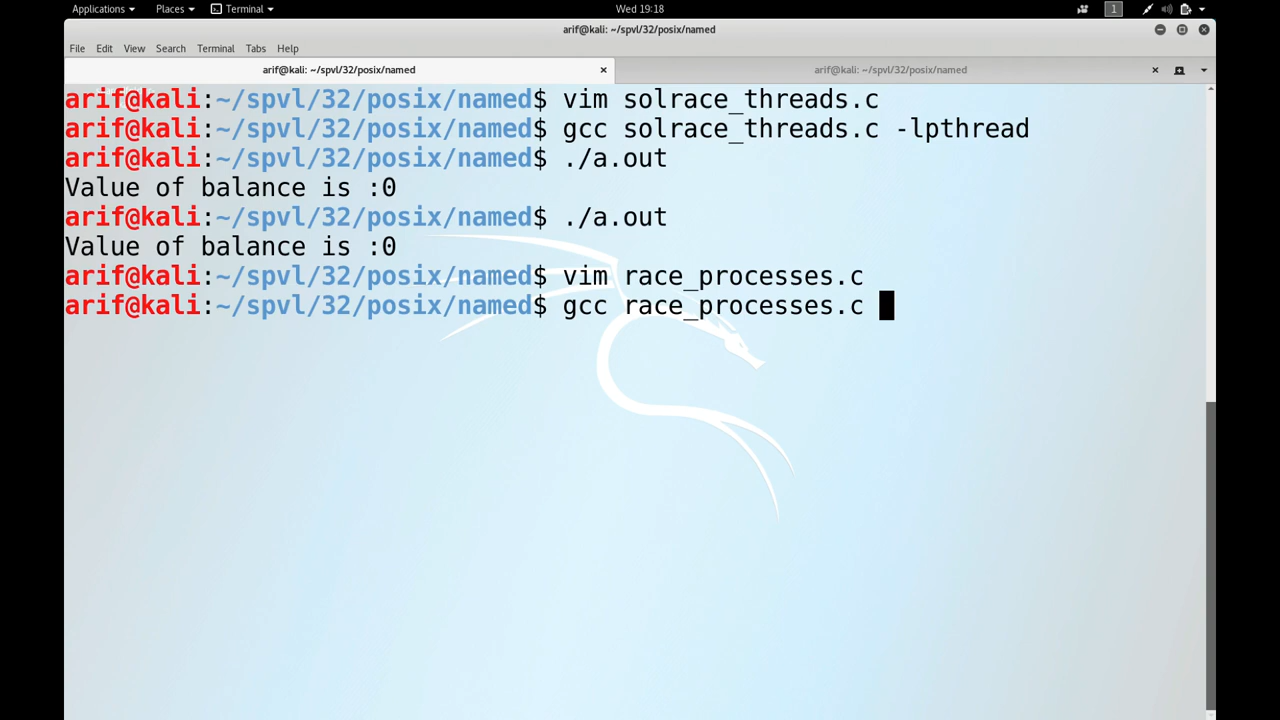 Applications Places Terminal Wed 19:18 1
arif@kali: ~/spvl/32/posix/named
File Edit View Search Terminal Tabs Help
arif@kali: ~/spvl/32/posix/named arif@kali: ~/spvl/32/posix/named
arif@kali:~/spvl/32/posix/named$ vim solrace_threads.c
arif@kali:~/spvl/32/posix/named$ gcc solrace_threads.c -lpthread
arif@kali:~/spvl/32/posix/named$ ./a.out
Value of balance is :0
arif@kali:~/spvl/32/posix/named$ ./a.out
Value of balance is :0
arif@kali:~/spvl/32/posix/named$ vim race_processes.c
arif@kali:~/spvl/32/posix/named$ gcc race_processes.c